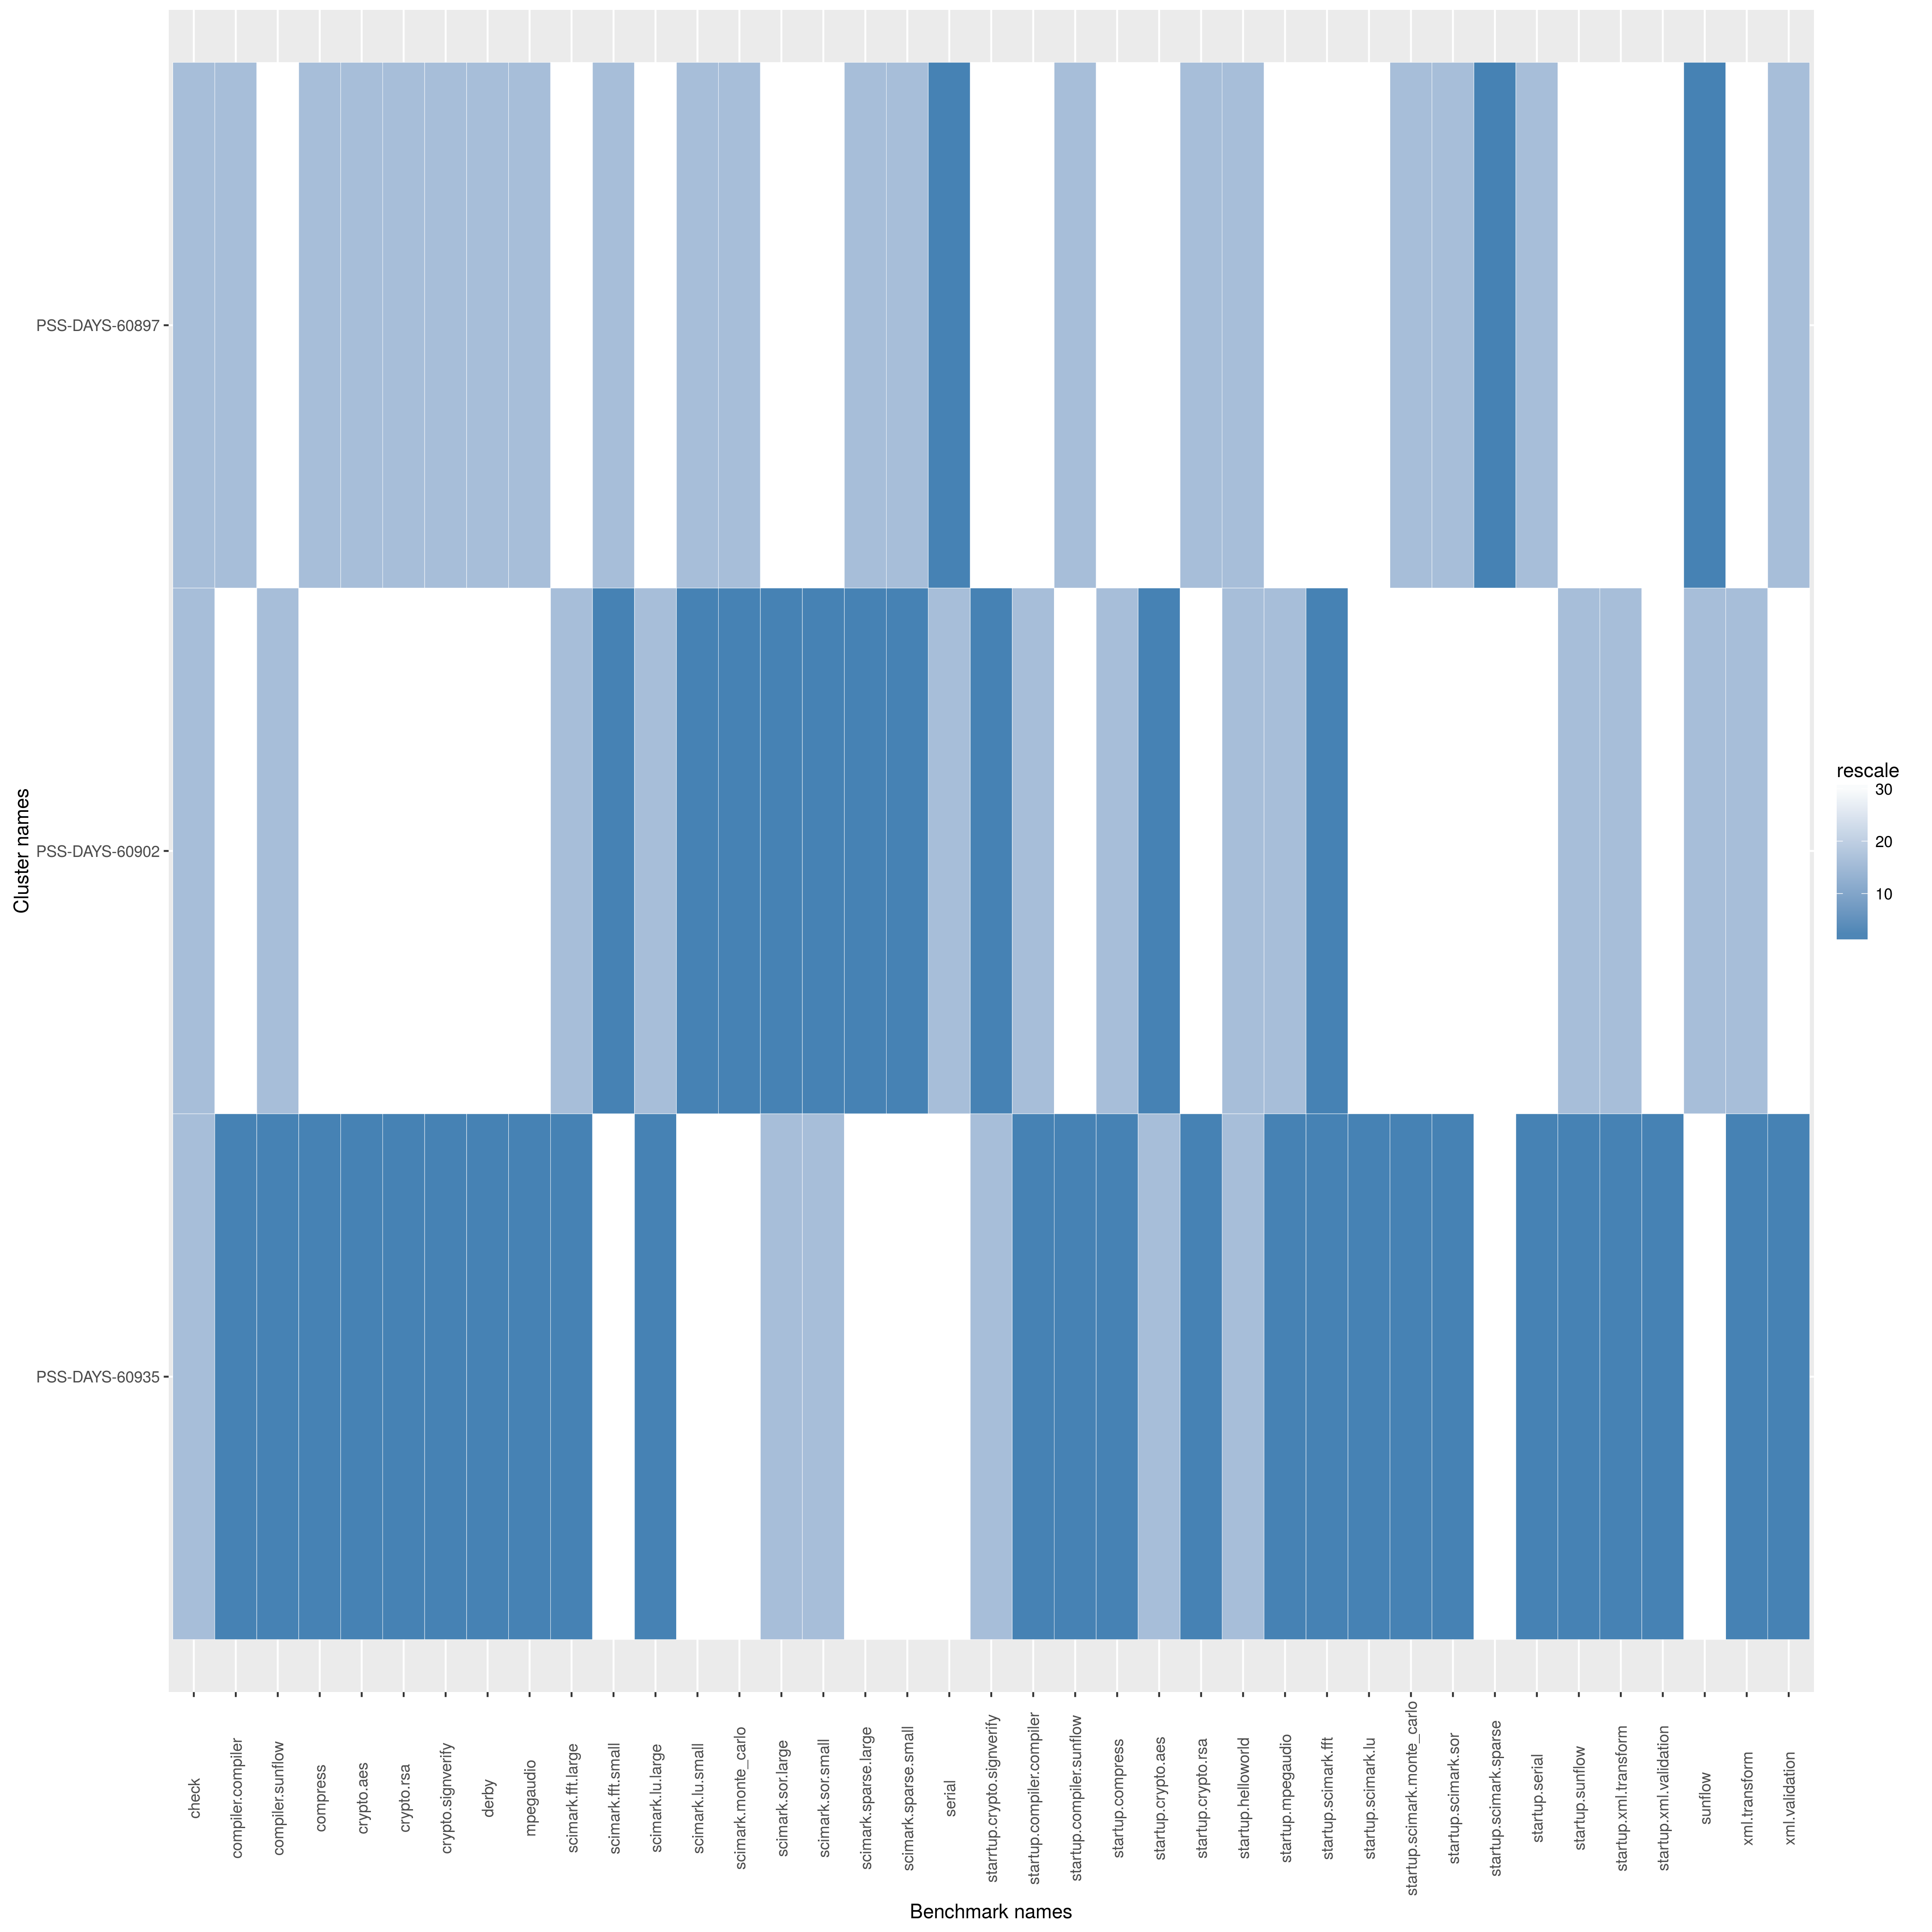 PSS-DAYS-60897
PSS-DAYS-60902
PSS-DAYS-60935
Cluster names
rescale
30
20
10
check
compiler.compiler
compiler.sunflow
compress
crypto.aes
crypto.rsa
crypto.signverify
derby
mpegaudio
scimark.fft.large
scimark.fft.small
scimark.lu.large
scimark.lu.small
scimark.monte_carlo
scimark.sor.large
scimark.sor.small
scimark.sparse.large
scimark.sparse.small
serial
starrtup.crypto.signverify
startup.compiler.compiler
startup.compiler.sunflow
startup.compress
startup.crypto.aes
startup.crypto.rsa
startup.helloworld
startup.mpegaudio
startup.scimark.fft
startup.scimark.lu
startup.scimark.monte_carlo
startup.scimark.sor
startup.scimark.sparse
startup.serial
startup.sunflow
startup.xml.transform
startup.xml.validation
sunflow
xml.transform
xml.validation
Benchmark names